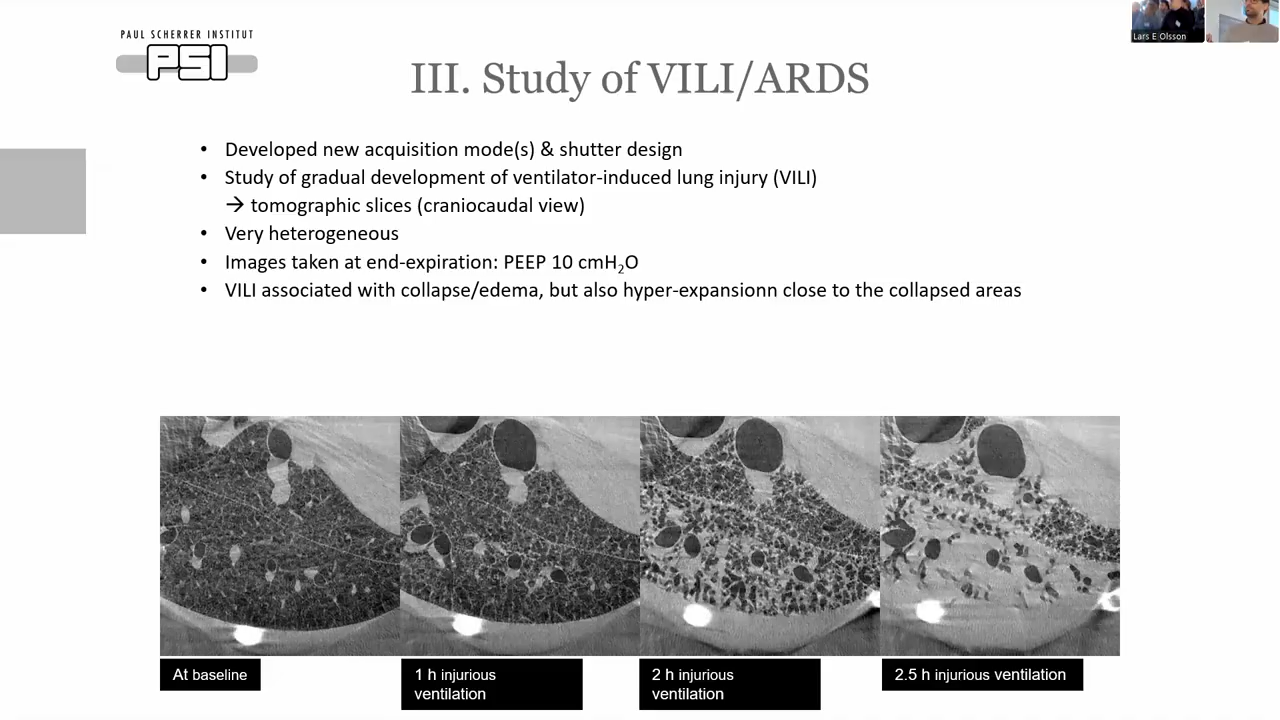 PAUL SCHERRER INSTITUT
PSI
Lars E Olsson
III. Study of VILI/ARDS
• Developed new acquisition mode(s) & shutter design
• Study of gradual development of ventilator-induced lung injury (VILI)
→ tomographic slices (craniocaudal view)
• Very heterogeneous
• Images taken at end-expiration: PEEP 10 cmH₂O
• VILI associated with collapse/edema, but also hyper-expansionn close to the collapsed areas
At baseline
1 h injurious
ventilation
2 h injurious
ventilation
2.5 h injurious ventilation